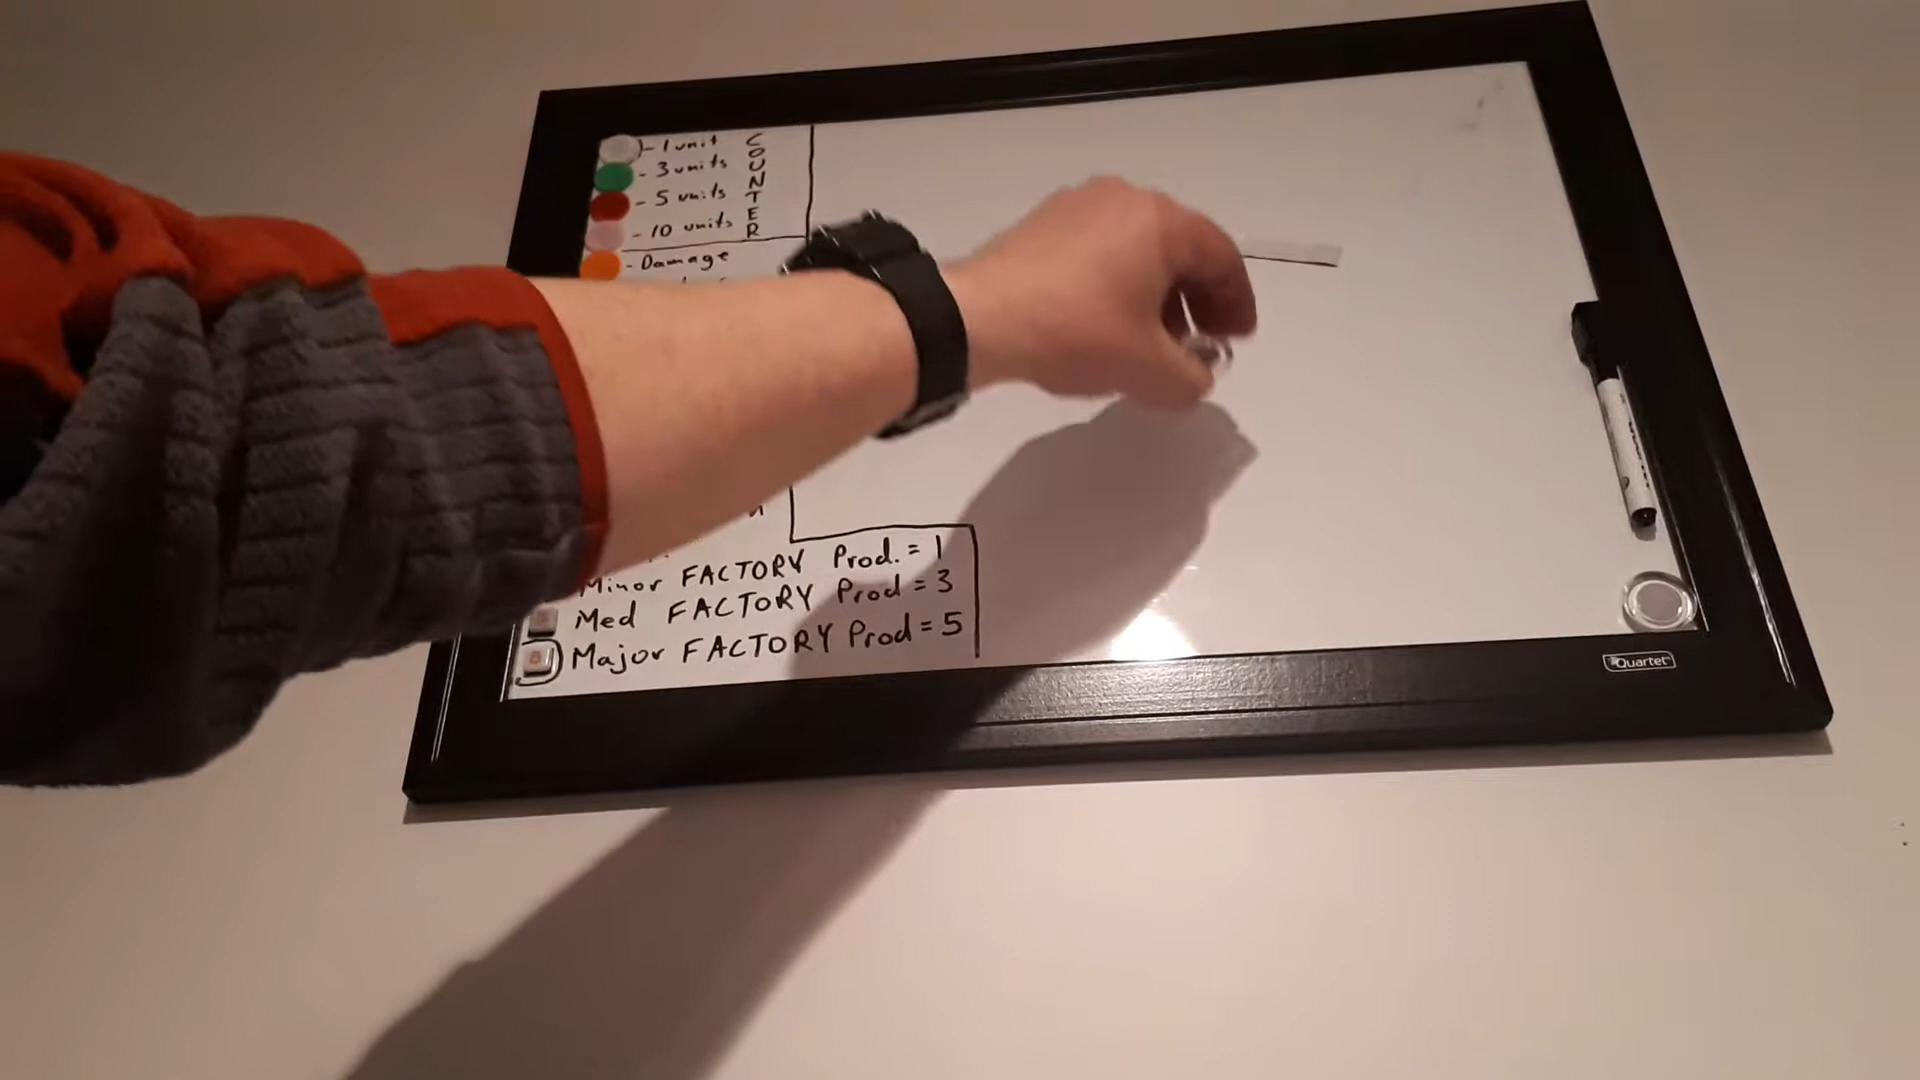 - 1 unit
- 3 units
- 5 units
- 10 units
COUNTER
- Damage
Minor FACTORY Prod. = 1
Med FACTORY Prod = 3
Major FACTORY Prod = 5
Quartet